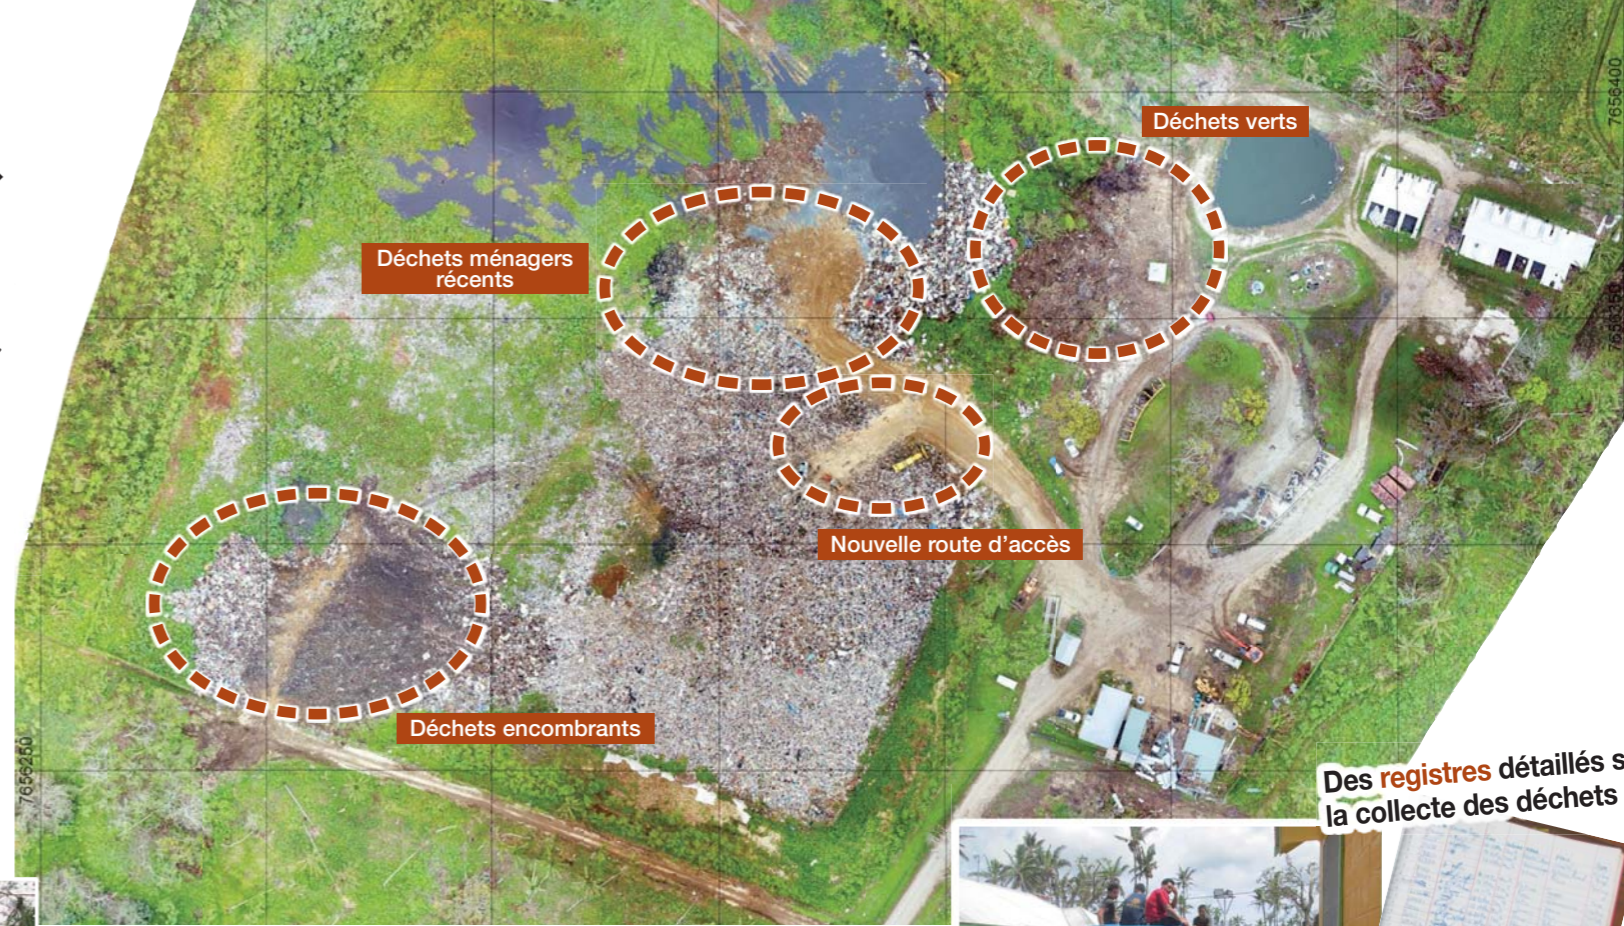 7656400
Déchets verts
Déchets ménagers
récents
Nouvelle route d'accès
Déchets encombrants
7656250
Des registres détaillés s
la collecte des déchets